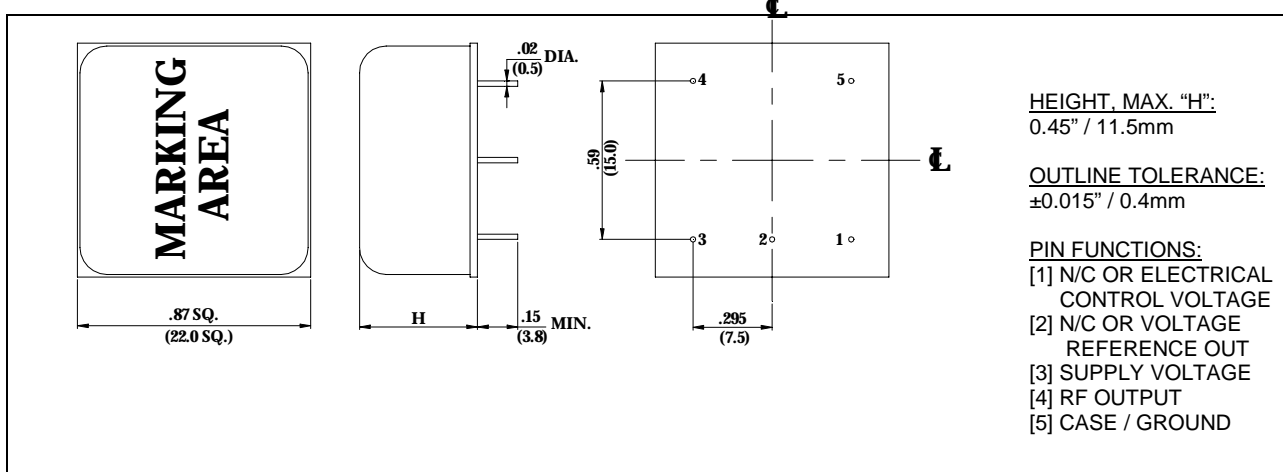 ℄
MARKING
AREA
.87 SQ.
(22.0 SQ.)
.02
(0.5)
DIA.
H
.15
(3.8)
MIN.
4
5
.59
(15.0)
℄
3
2
1
.295
(7.5)
HEIGHT, MAX. “H”:
0.45” / 11.5mm
OUTLINE TOLERANCE:
±0.015” / 0.4mm
PIN FUNCTIONS:
[1] N/C OR ELECTRICAL
CONTROL VOLTAGE
[2] N/C OR VOLTAGE
REFERENCE OUT
[3] SUPPLY VOLTAGE
[4] RF OUTPUT
[5] CASE / GROUND